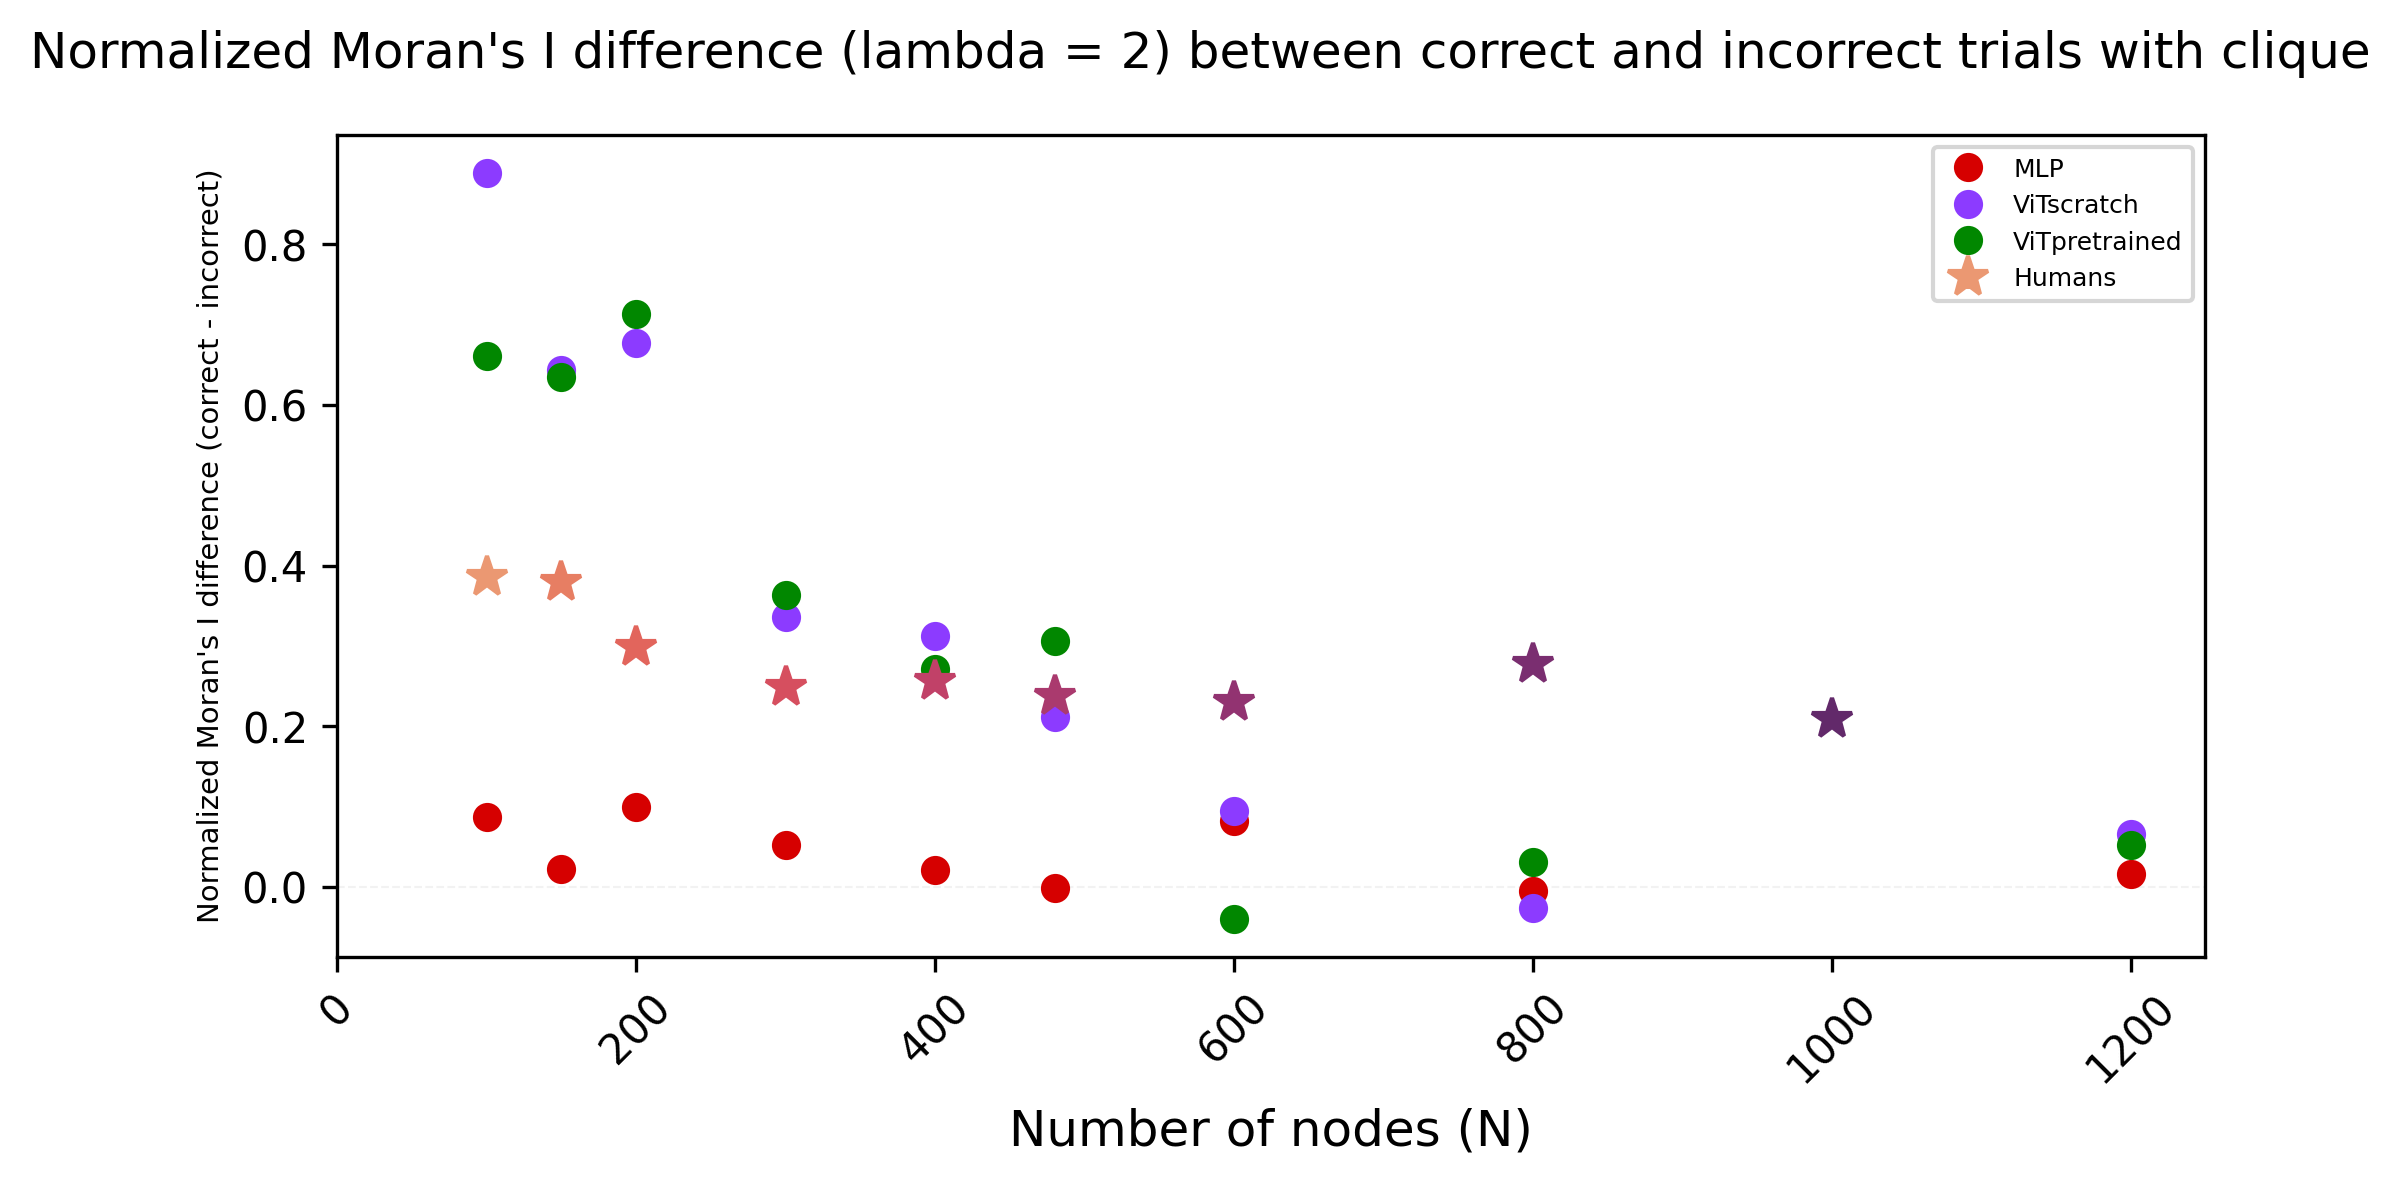 Normalized Moran's I difference (lambda = 2) between correct and incorrect trials with clique
Normalized Moran's I difference (correct - incorrect)
0.8
0.6
0.4
0.2
0.0
MLP
ViTscratch
ViTpretrained
Humans
0
200
400
600
800
1000
1200
Number of nodes (N)